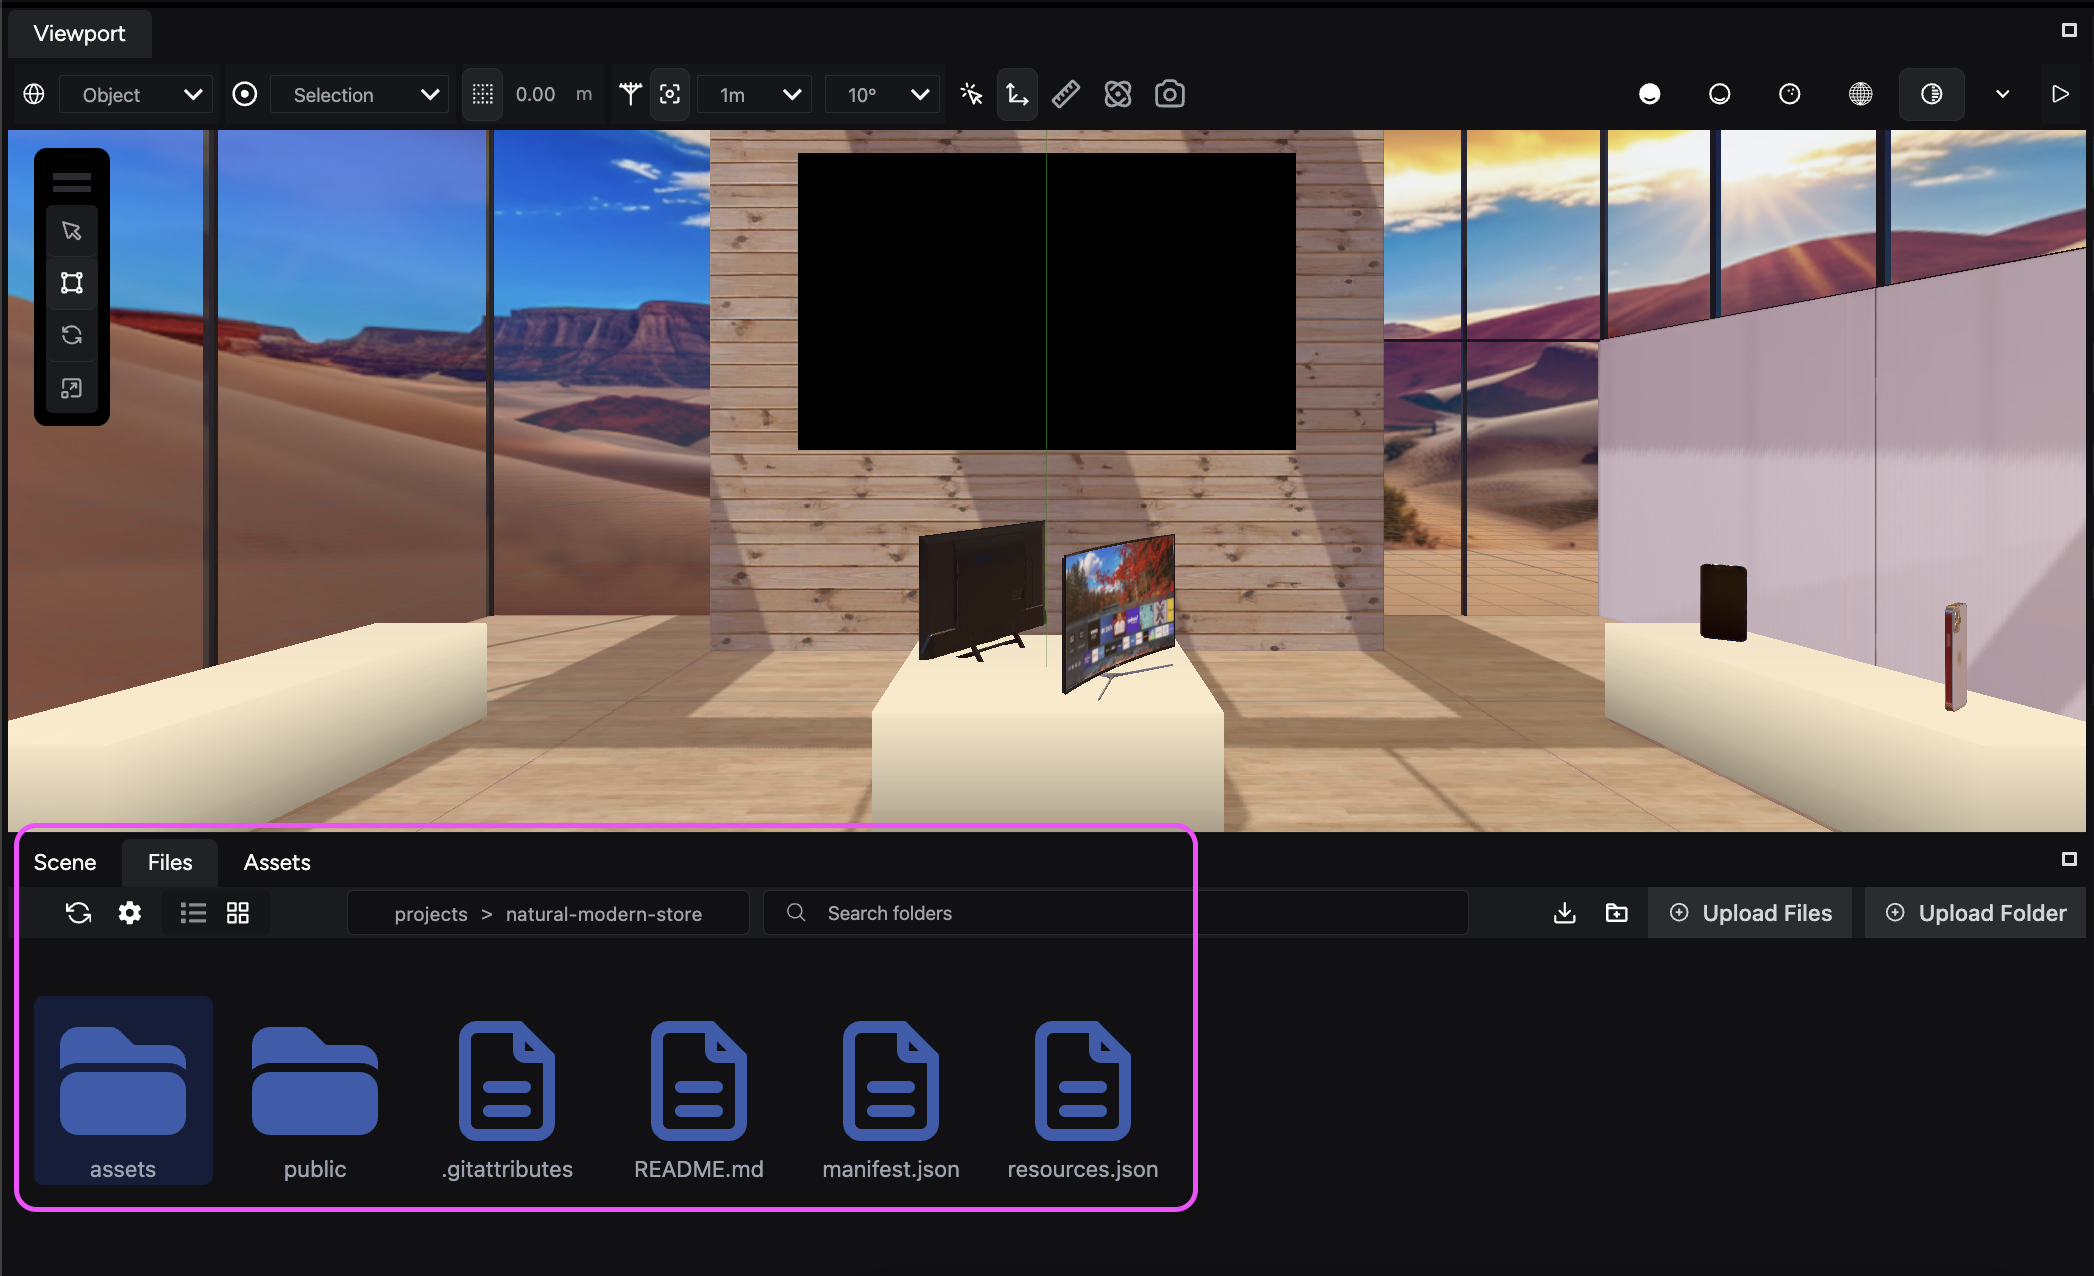 Viewport
Object
Selection
0.00 m
1m
10°
Scene
Files
Assets
projects > natural-modern-store
Search folders
Upload Files
Upload Folder
assets
public
.gitattributes
README.md
manifest.json
resources.json